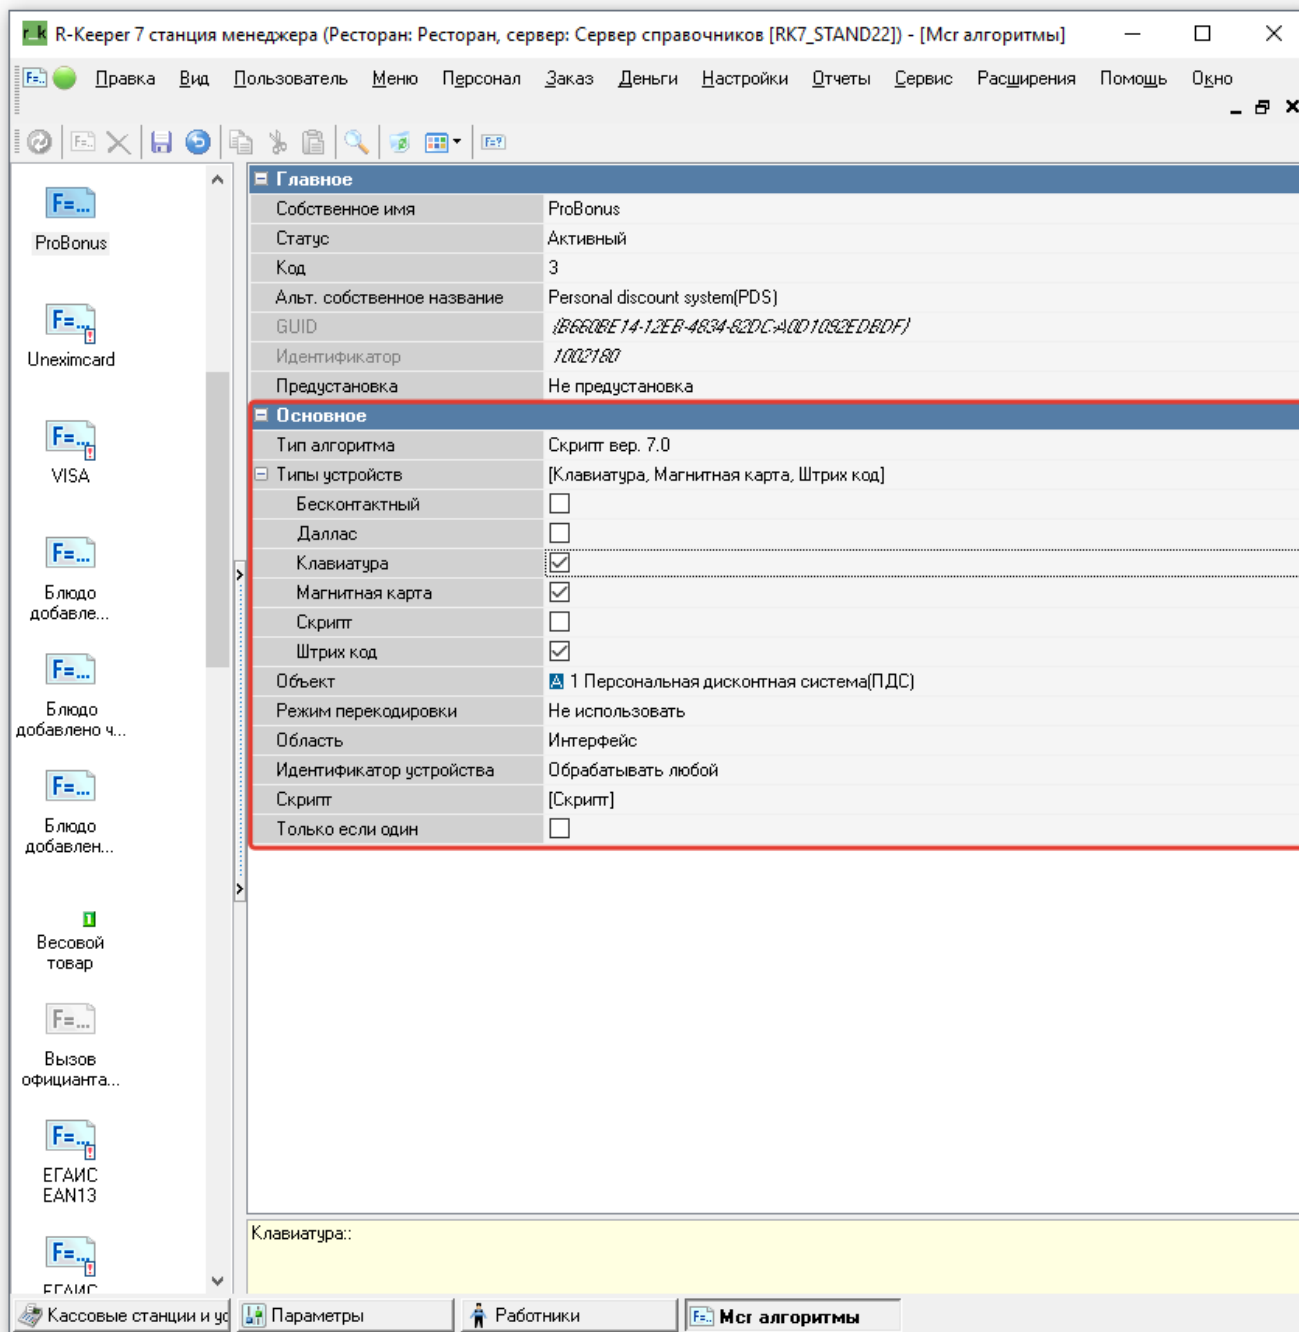 r_k R-Keeper 7 станция менеджера (Ресторан: Ресторан, сервер: Сервер справочников [RK7_STAND22]) - [Mcr алгоритмы]
Правка Вид Пользователь Меню Персонал Заказ Деньги Настройки Отчеты Сервис Расширения Помощь Окно
ProBonus
Uneximcard
VISA
Блюдо
добавле...
Блюдо
добавлено ч...
Блюдо
добавлен...
Весовой
товар
Вызов
официанта...
ЕГАИС
EAN13
ЕГАИС
Главное
Собственное имя ProBonus
Статус Активный
Код 3
Альт. собственное название Personal discount system(PDS)
GUID {B660BE14-12EB-4834-82DC-A0D1092EDBDF}
Идентификатор 1002180
Предустановка Не предустановка
Основное
Тип алгоритма Скрипт вер. 7.0
Типы устройств [Клавиатура, Магнитная карта, Штрих код]
Бесконтактный
Даллас
Клавиатура
Магнитная карта
Скрипт
Штрих код
Объект 1 Персональная дисконтная система(ПДС)
Режим перекодировки Не использовать
Область Интерфейс
Идентификатор устройства Обрабатывать любой
Скрипт [Скрипт]
Только если один
Клавиатура::
Кассовые станции и ус Параметры Работники Mcr алгоритмы